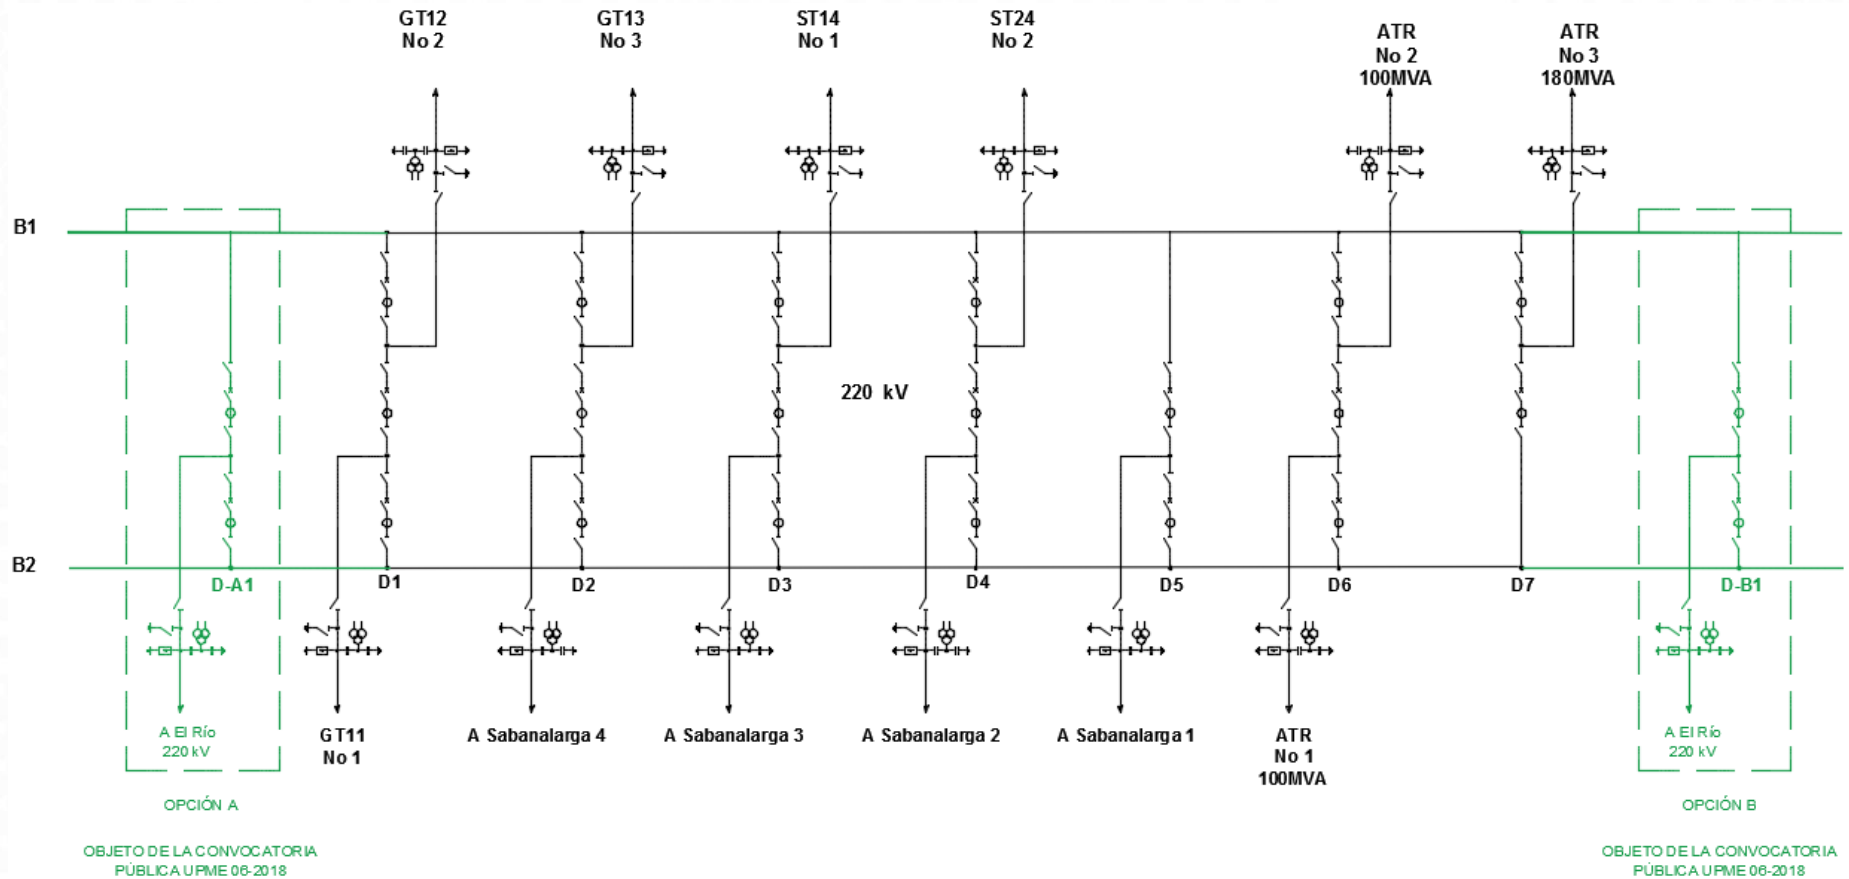 GT12
No 2
GT13
No 3
ST14
No 1
ST24
No 2
ATR
No 2
100MVA
ATR
No 3
180MVA
B1
220 kV
B2
D-A1
D1
D2
D3
D4
D5
D6
D7
D-B1
A El Río
220 kV
GT11
No 1
A Sabanalarga 4
A Sabanalarga 3
A Sabanalarga 2
A Sabanalarga 1
ATR
No 1
100MVA
A El Río
220 kV
OPCIÓN A
OPCIÓN B
OBJETO DE LA CONVOCATORIA
PÚBLICA UPME 06-2018
OBJETO DE LA CONVOCATORIA
PÚBLICA UPME 06-2018